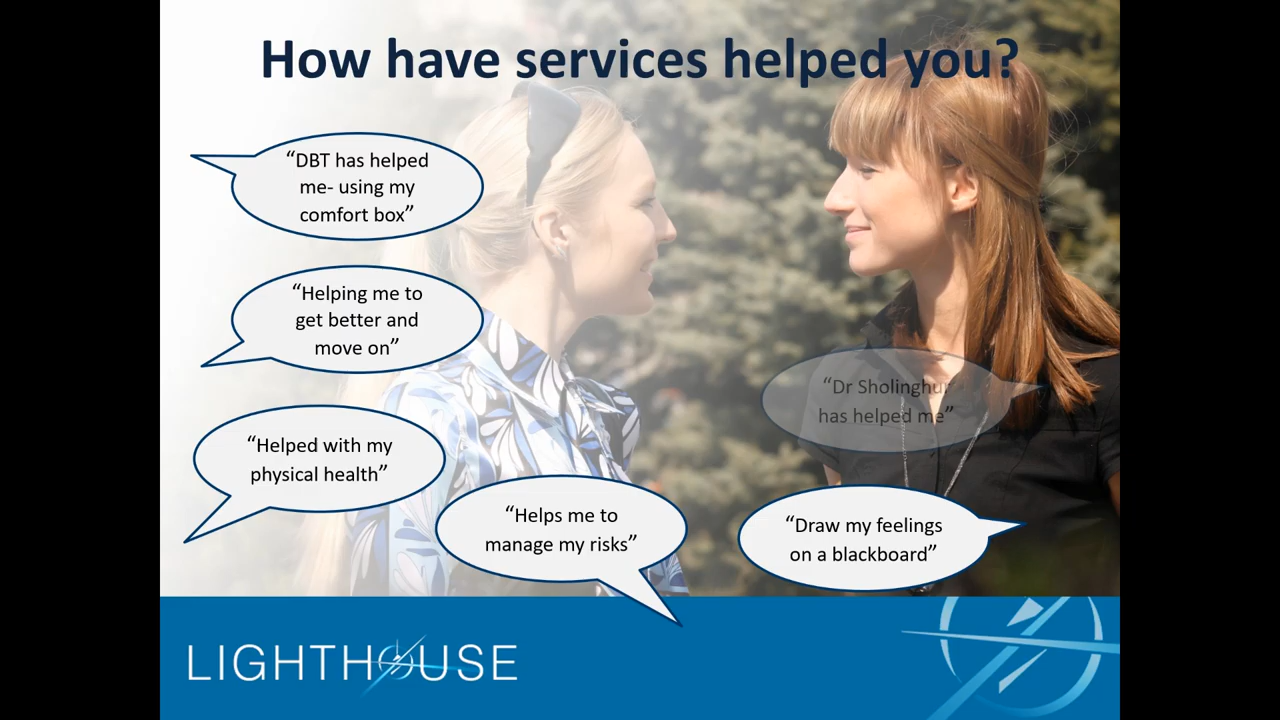 How have services helped you?
“DBT has helped
me- using my
comfort box”
“Helping me to
get better and
move on”
“Helped with my
physical health”
“Helps me to
manage my risks”
“Dr
has helped me”
“Draw my feelings
on a blackboard”
LIGHTHOUSE